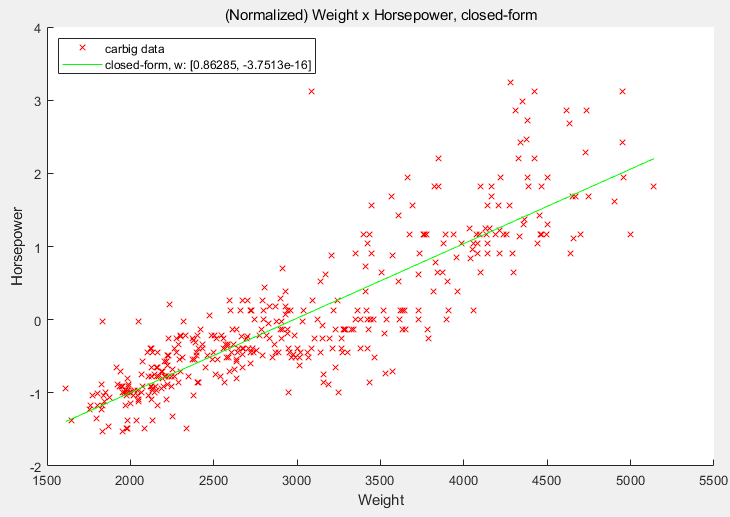 (Normalized) Weight x Horsepower, closed-form
carbig data
closed-form, w: [0.86285, -3.7513e-16]
4
3
2
1
0
-1
-2
Horsepower
1500 2000 2500 3000 3500 4000 4500 5000 5500
Weight